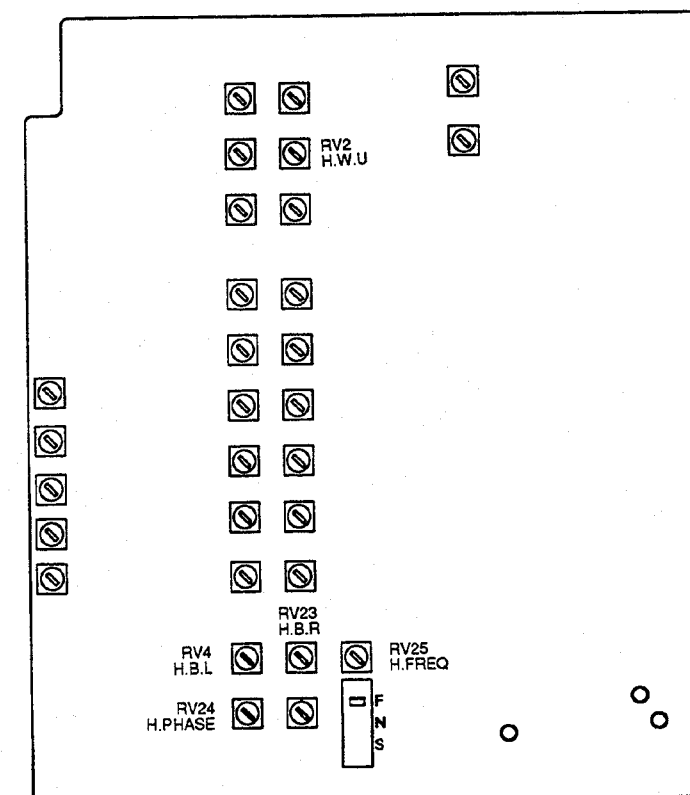 RV2
H.W.U
RV23
H.B.R
RV4
H.B.L
RV25
H.FREQ
RV24
H.PHASE
F
N
S